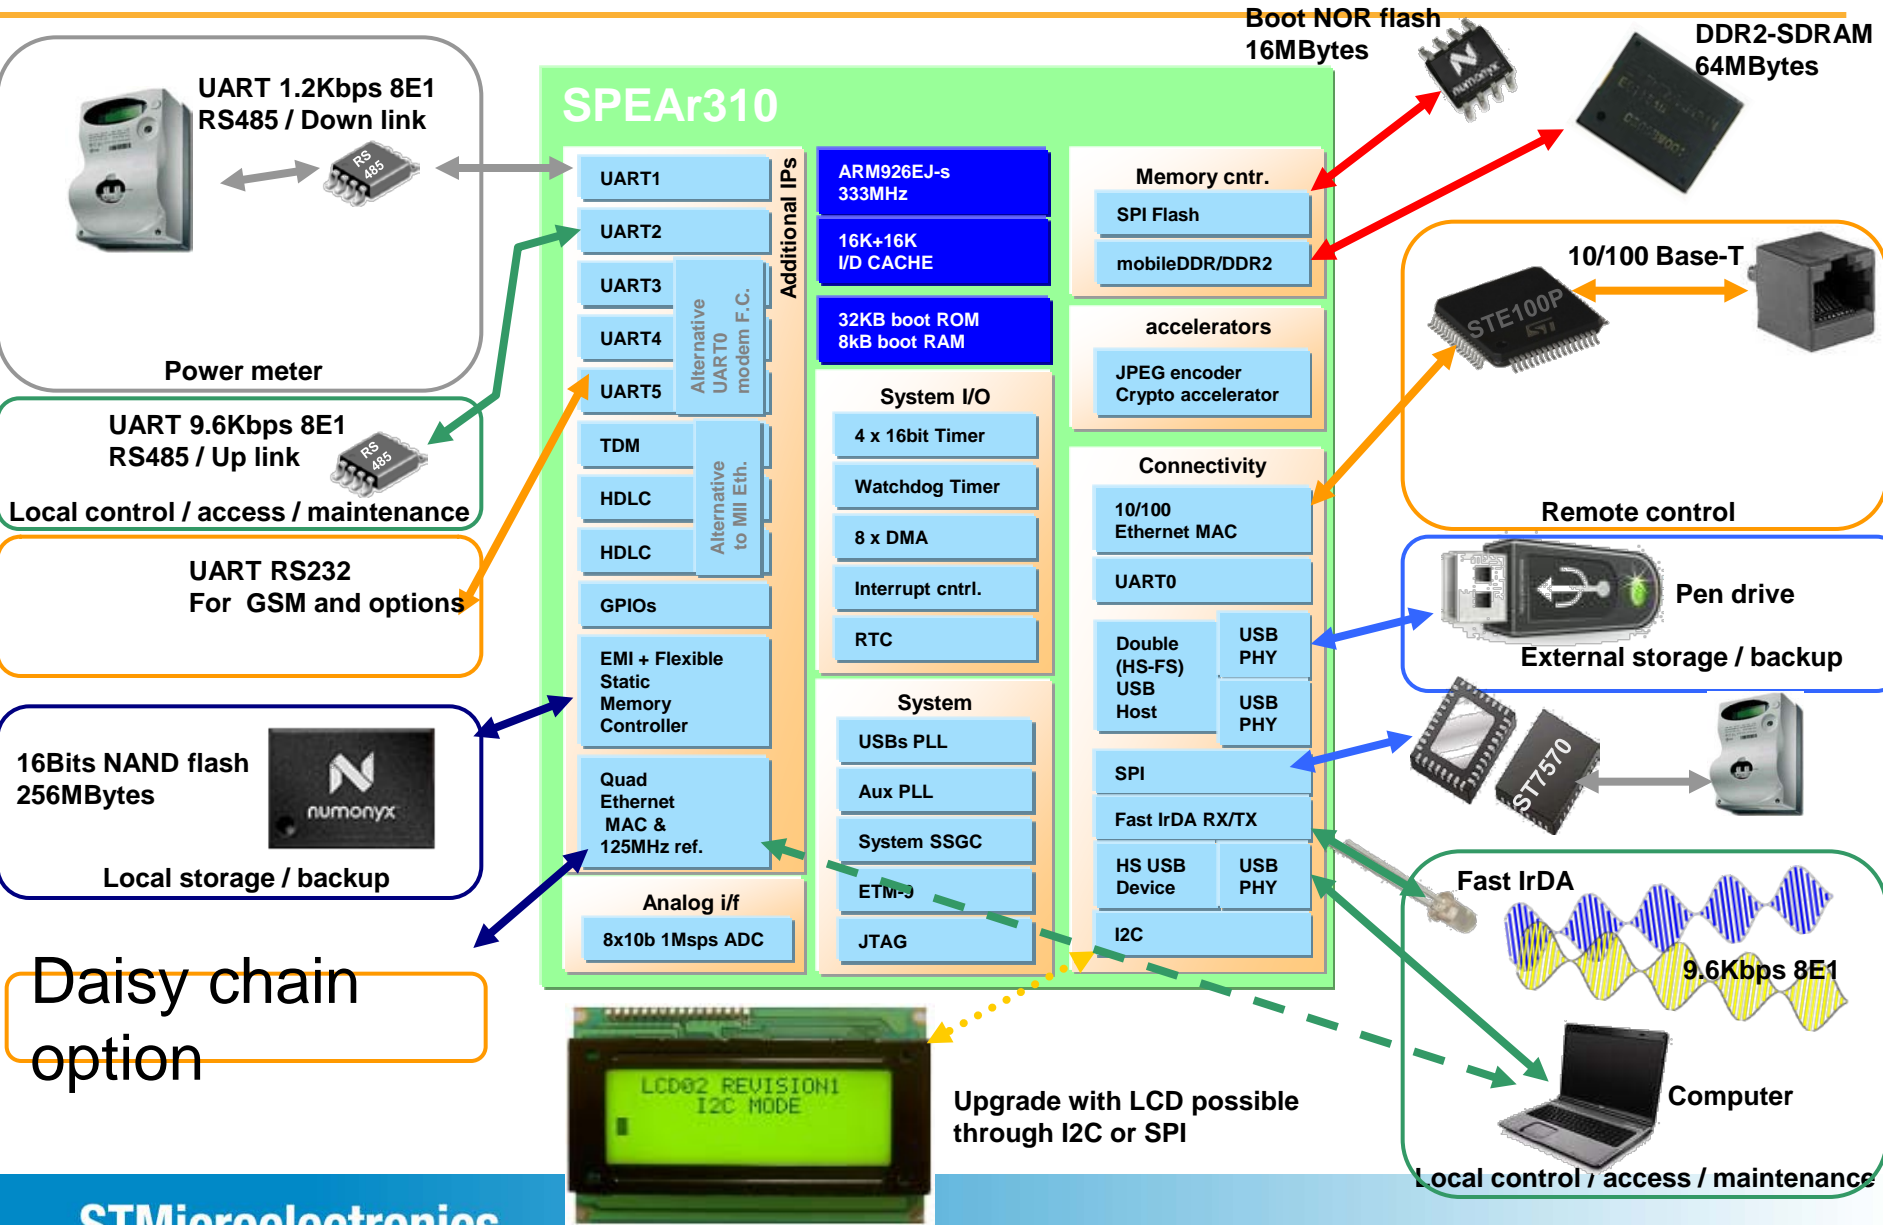 Boot NOR flash
16MBytes
numonyx
DDR2-SDRAM
64MBytes
UART 1.2Kbps 8E1
RS485 / Down link
RS
485
Power meter
UART 9.6Kbps 8E1
RS485 / Up link
RS
485
Local control / access / maintenance
UART RS232
For GSM and options
16Bits NAND flash
256MBytes
numonyx
Local storage / backup
Daisy chain
option
SPEAr310
Additional IPs
UART1
UART2
UART3
UART4
UART5
Alternative
UART0
modem F.C.
TDM
HDLC
HDLC
Alternative
to MII Eth.
GPIOs
EMI + Flexible
Static
Memory
Controller
Quad
Ethernet
MAC &
125MHz ref.
Analog i/f
8x10b 1Msps ADC
ARM926EJ-s
333MHz
16K+16K
I/D CACHE
32KB boot ROM
8kB boot RAM
System I/O
4 x 16bit Timer
Watchdog Timer
8 x DMA
Interrupt cntrl.
RTC
System
USBs PLL
Aux PLL
System SSGC
ETM-9
JTAG
Memory cntr.
SPI Flash
mobileDDR/DDR2
accelerators
JPEG encoder
Crypto accelerator
Connectivity
10/100
Ethernet MAC
UART0
Double
(HS-FS)
USB
Host
USB
PHY
USB
PHY
SPI
Fast IrDA RX/TX
HS USB
Device
USB
PHY
I2C
10/100 Base-T
STE100P
ST
Remote control
Pen drive
External storage / backup
ST7570
Fast IrDA
9.6Kbps 8E1
Computer
Local control / access / maintenance
LCD02 REVISION1
I2C MODE
Upgrade with LCD possible
through I2C or SPI
STMicroelectronics